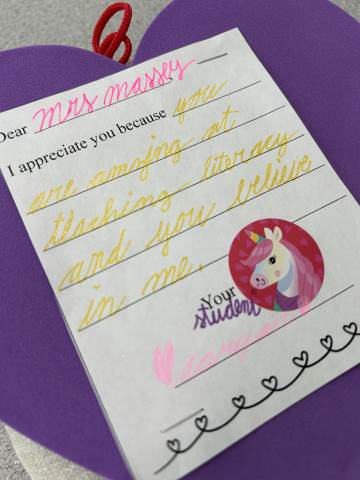 Dear mrs massey
I appreciate you because you
are amazing at
teaching literacy
and you believe
in me.
Your
student